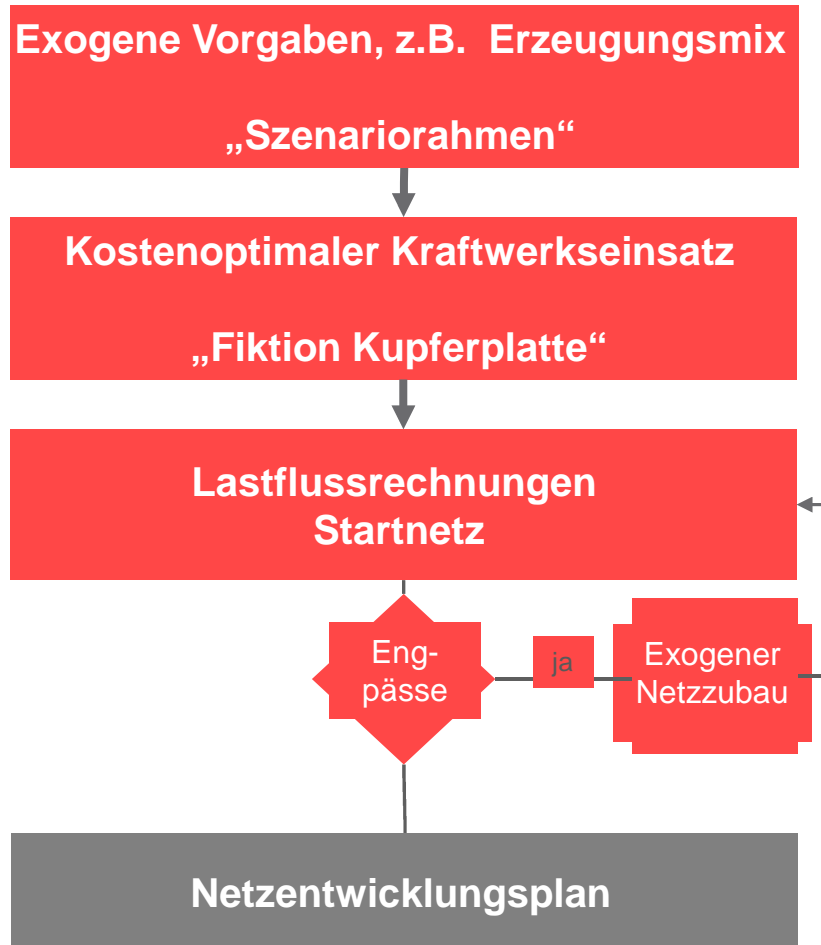 Exogene Vorgaben, z.B. Erzeugungsmix
„Szenariorahmen“
Kostenoptimaler Kraftwerkseinsatz
„Fiktion Kupferplatte“
Lastflussrechnungen
Startnetz
Eng-
pässe
ja
Exogener
Netzzubau
Netzentwicklungsplan